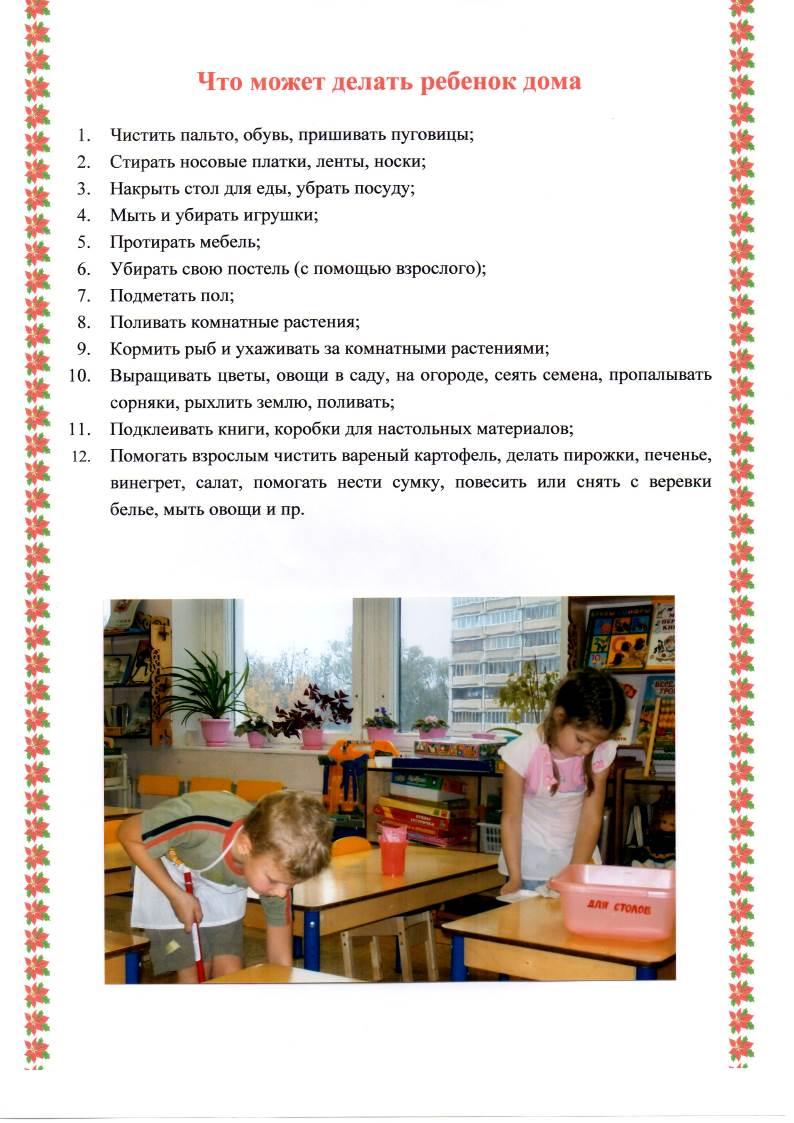 Что может делать ребенок дома
1. Чистить пальто, обувь, пришивать пуговицы;
2. Стирать носовые платки, ленты, носки;
3. Накрыть стол для еды, убрать посуду;
4. Мыть и убирать игрушки;
5. Протирать мебель;
6. Убирать свою постель (с помощью взрослого);
7. Подметать пол;
8. Поливать комнатные растения;
9. Кормить рыб и ухаживать за комнатными растениями;
10. Выращивать цветы, овощи в саду, на огороде, сеять семена, пропалывать
сорняки, рыхлить землю, поливать;
11. Подклеивать книги, коробки для настольных материалов;
12. Помогать взрослым чистить вареный картофель, делать пирожки, печенье,
винегрет, салат, помогать нести сумку, повесить или снять с веревки
белье, мыть овощи и пр.
ДЛЯ СТОЛОВ